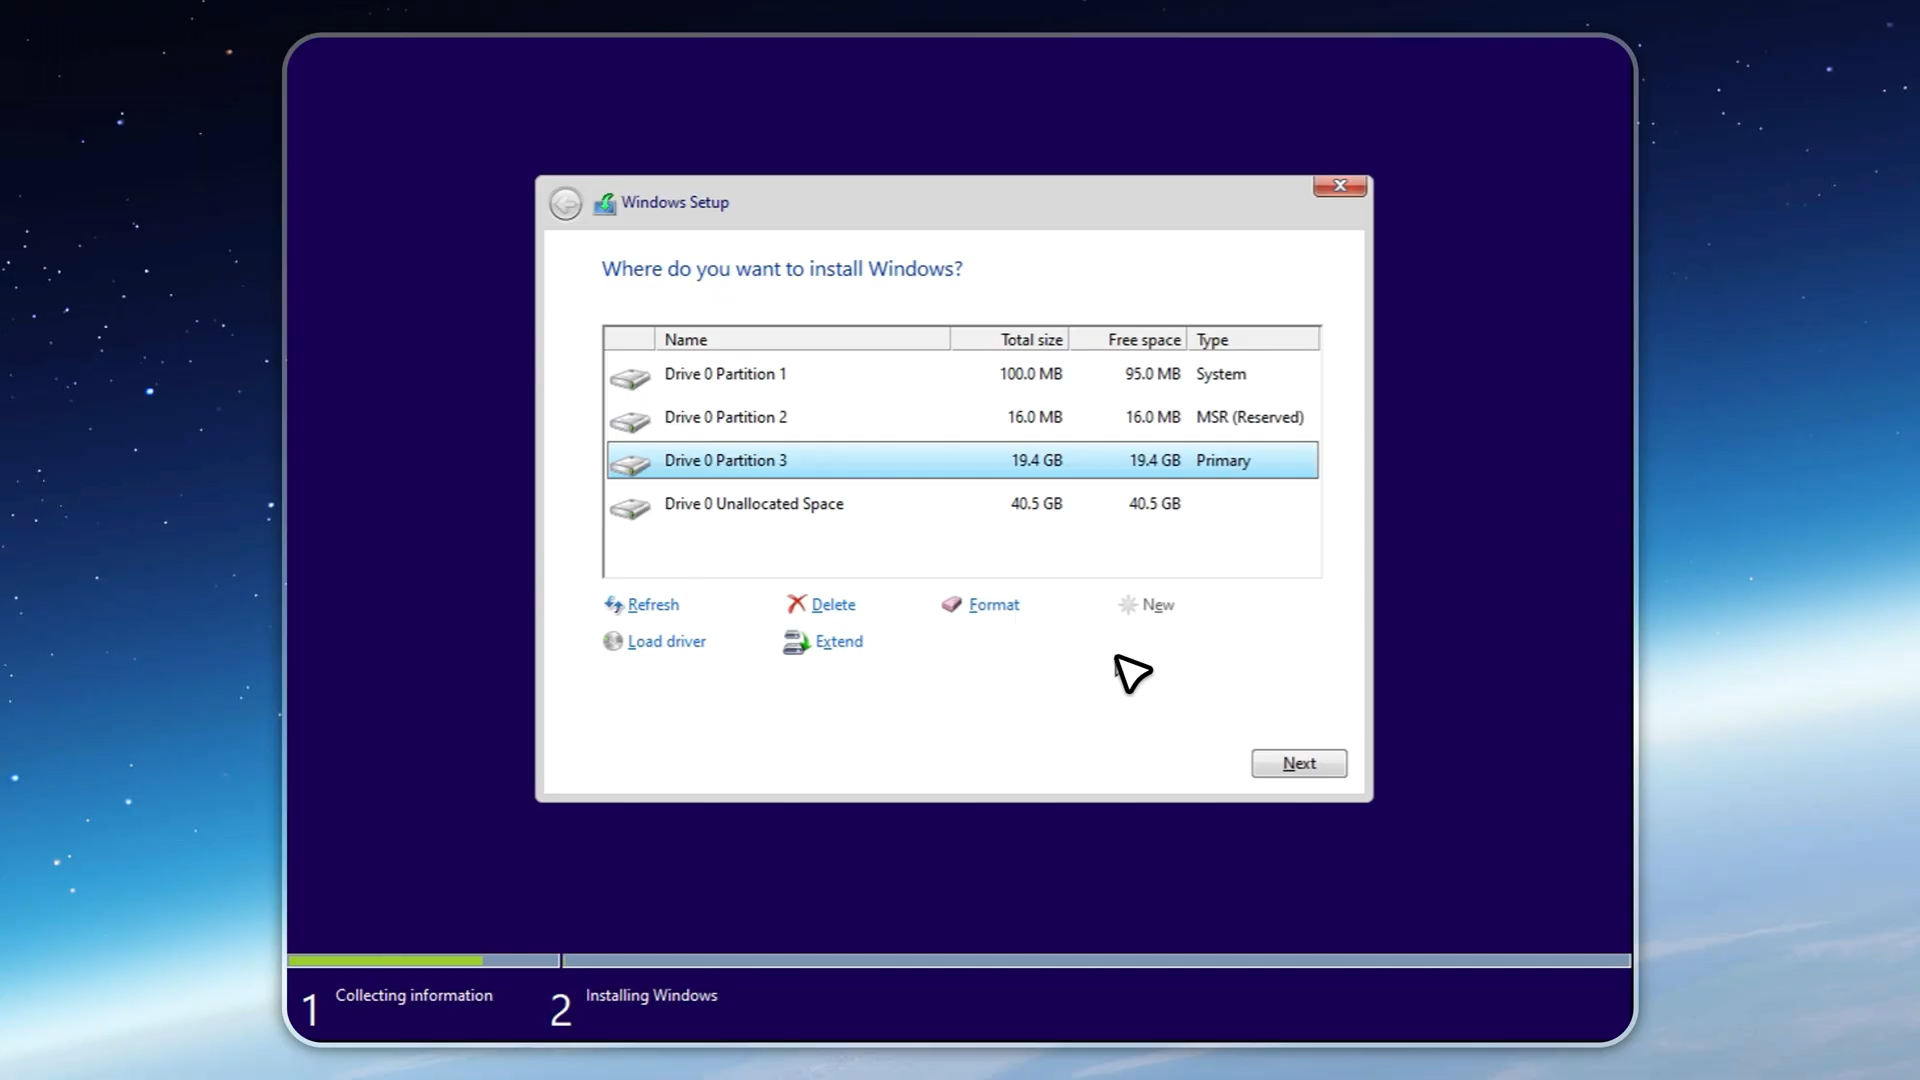 Windows Setup
Where do you want to install Windows?
Name Total size Free space Type
Drive 0 Partition 1 100.0 MB 95.0 MB System
Drive 0 Partition 2 16.0 MB 16.0 MB MSR (Reserved)
Drive 0 Partition 3 19.4 GB 19.4 GB Primary
Drive 0 Unallocated Space 40.5 GB 40.5 GB
Refresh Delete Format New
Load driver Extend
Next
1 Collecting information 2 Installing Windows